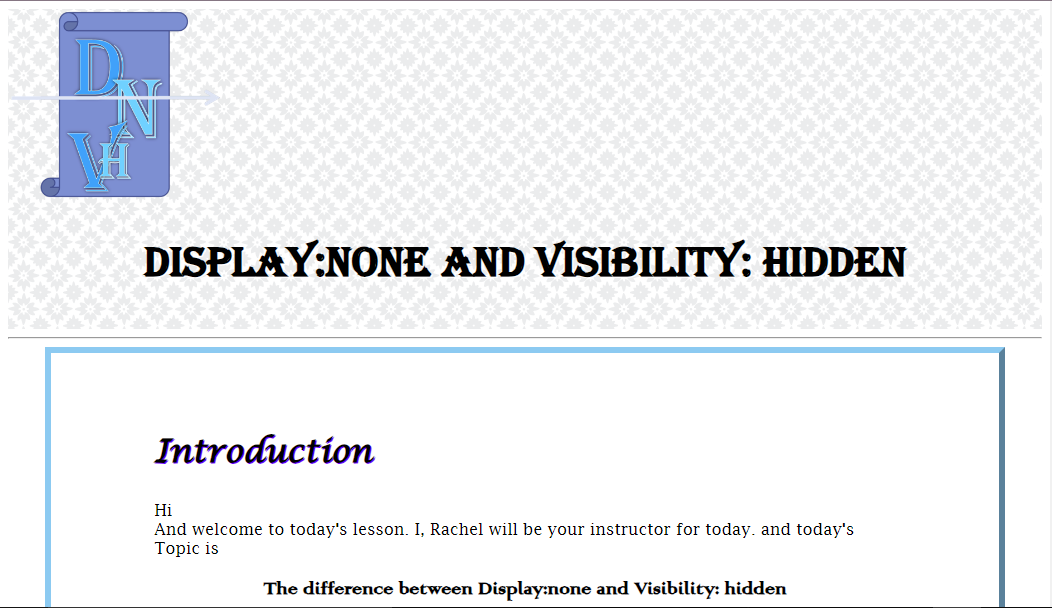 D
N
V
H
DISPLAY:NONE AND VISIBILITY: HIDDEN
Introduction
Hi
And welcome to today's lesson. I, Rachel will be your instructor for today. and today's
Topic is
The difference between Display:none and Visibility: hidden